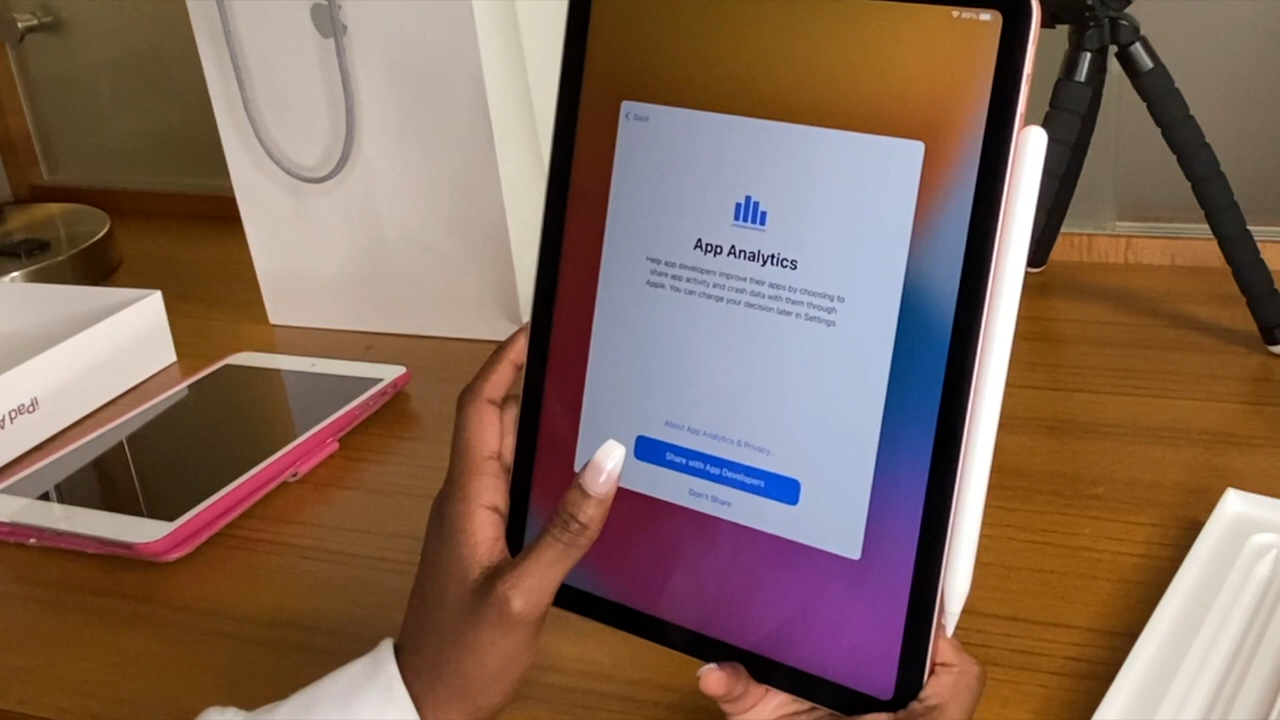 89%
Back
App Analytics
Help app developers improve their apps by choosing to
share app activity and crash data with them through
Apple. You can change your decision later in Settings.
About App Analytics & Privacy...
Share with App Developers
Don't Share
iPad A